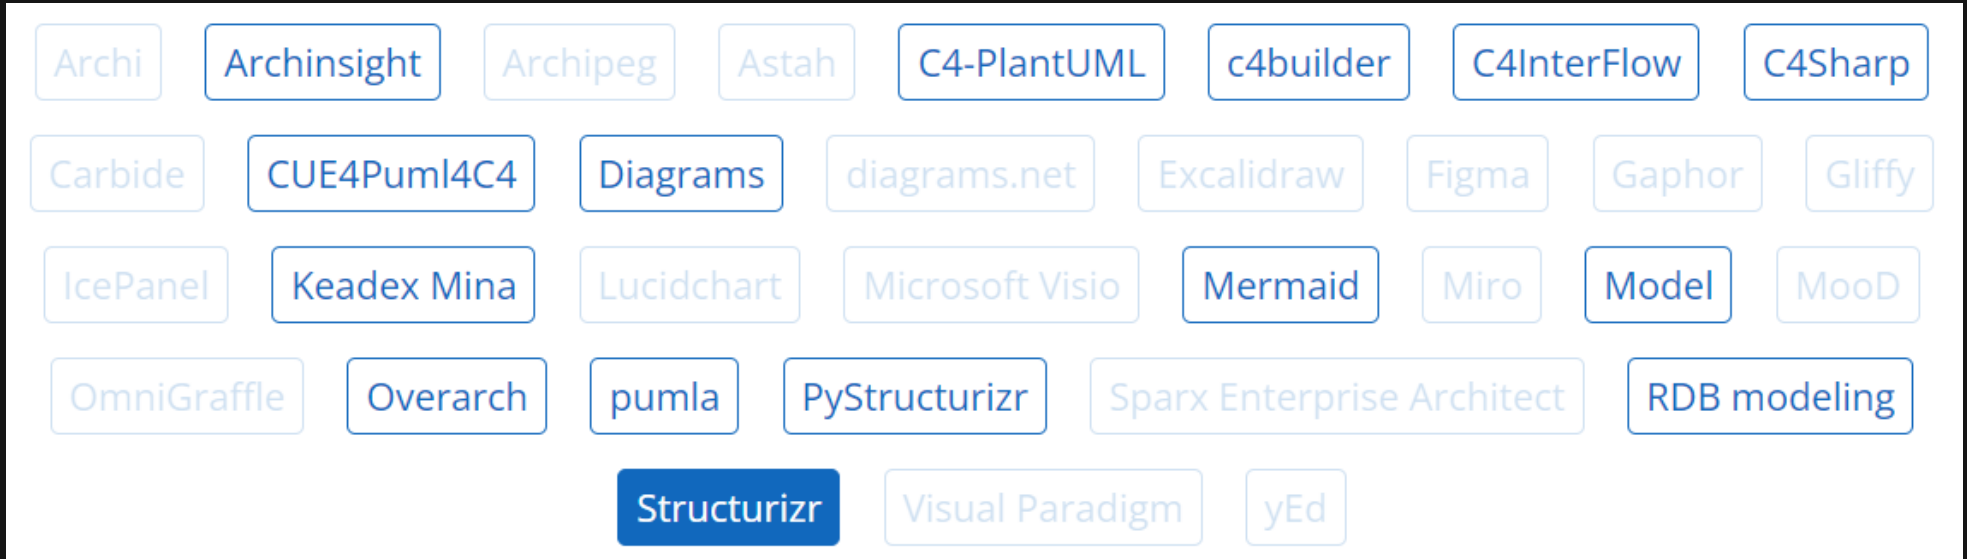 Archi Archinsight Archipeg Astah C4-PlantUML c4builder C4InterFlow C4Sharp
Carbide CUE4Puml4C4 Diagrams diagrams.net Excalidraw Figma Gaphor Gliffy
IcePanel Keadex Mina Lucidchart Microsoft Visio Mermaid Miro Model MooD
OmniGraffle Overarch pumla PyStructurizr Sparx Enterprise Architect RDB modeling
Structurizr Visual Paradigm yEd